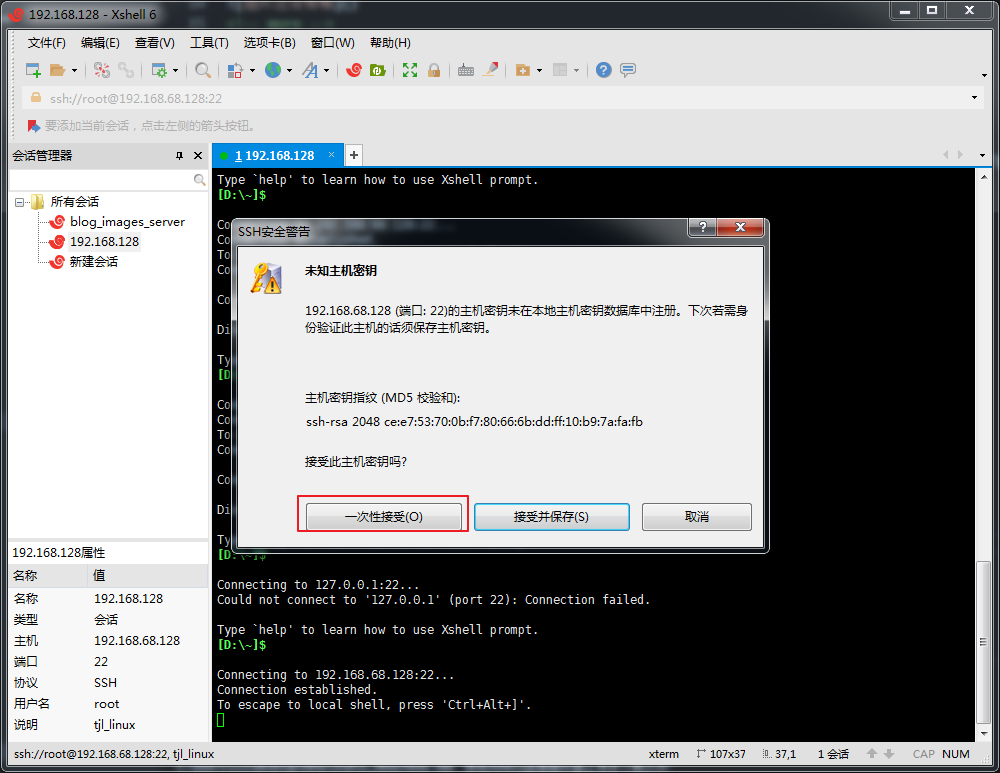 192.168.128 - Xshell 6
文件(F) 编辑(E) 查看(V) 工具(T) 选项卡(B) 窗口(W) 帮助(H)
ssh://root@192.168.68.128:22
要添加当前会话，点击左侧的箭头按钮。
会话管理器
1 192.168.128
所有会话
blog_images_server
192.168.128
新建会话
Type `help' to learn how to use Xshell prompt.
[D:\~]$
SSH安全警告
未知主机密钥
192.168.68.128 (端口: 22)的主机密钥未在本地主机密钥数据库中注册。下次若需身
份验证此主机的话须保存主机密钥。
主机密钥指纹 (MD5 校验和):
ssh-rsa 2048 ce:e7:53:70:0b:f7:80:66:6b:dd:ff:10:b9:7a:fa:fb
接受此主机密钥吗?
一次性接受(O) 接受并保存(S) 取消
[D:\~]$
Connecting to 127.0.0.1:22...
Could not connect to '127.0.0.1' (port 22): Connection failed.
Type `help' to learn how to use Xshell prompt.
[D:\~]$
Connecting to 192.168.68.128:22...
Connection established.
To escape to local shell, press 'Ctrl+Alt+]'.
192.168.128属性
名称 值
名称 192.168.128
类型 会话
主机 192.168.68.128
端口 22
协议 SSH
用户名 root
说明 tjl_linux
ssh://root@192.168.68.128:22, tjl_linux xterm 107x37 37,1 1 会话 CAP NUM